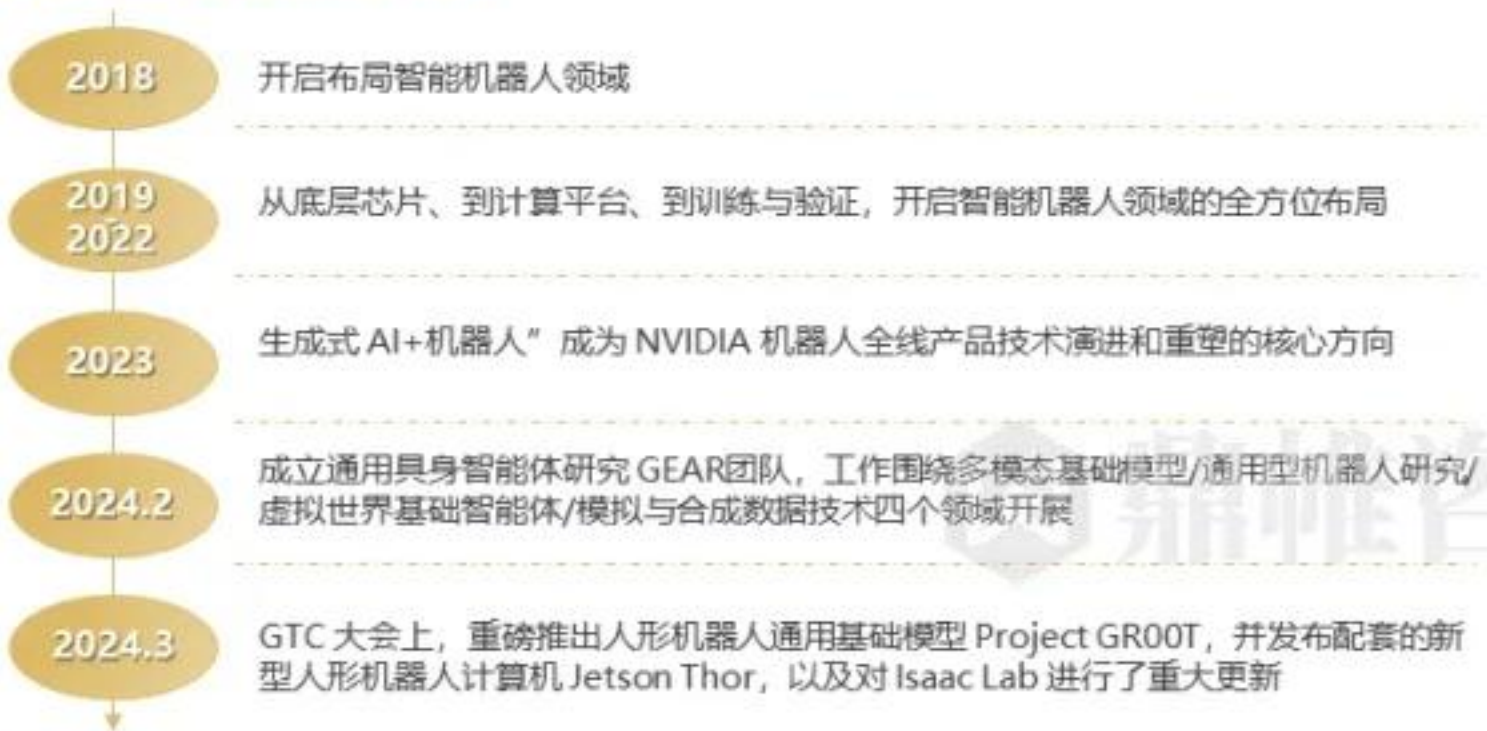 2018
开启布局智能机器人领域
2019
-
2022
从底层芯片、到计算平台、到训练与验证，开启智能机器人领域的全方位布局
2023
生成式 AI+机器人” 成为 NVIDIA 机器人全线产品技术演进和重塑的核心方向
2024.2
成立通用具身智能体研究 GEAR团队，工作围绕多模态基础模型/通用型机器人研究/
虚拟世界基础智能体/模拟与合成数据技术四个领域开展
鼎帷咨
2024.3
GTC 大会上，重磅推出人形机器人通用基础模型 Project GR00T，并发布配套的新
型人形机器人计算机 Jetson Thor，以及对 Isaac Lab 进行了重大更新